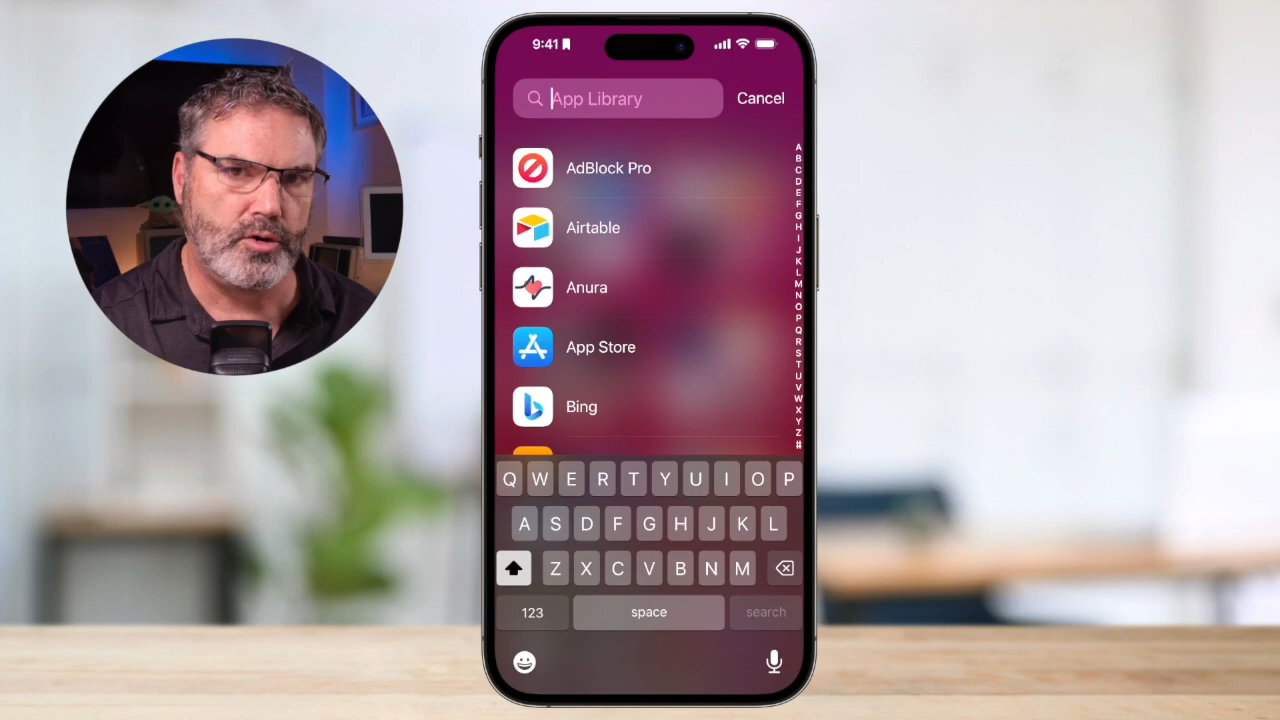 9:41
App Library
Cancel
AdBlock Pro
Airtable
Anura
App Store
Bing
A
B
C
D
E
F
G
H
I
J
K
L
M
N
O
P
Q
R
S
T
U
V
W
X
Y
Z
#
Q W E R T Y U I O P
A S D F G H J K L
Z X C V B N M
123 space search